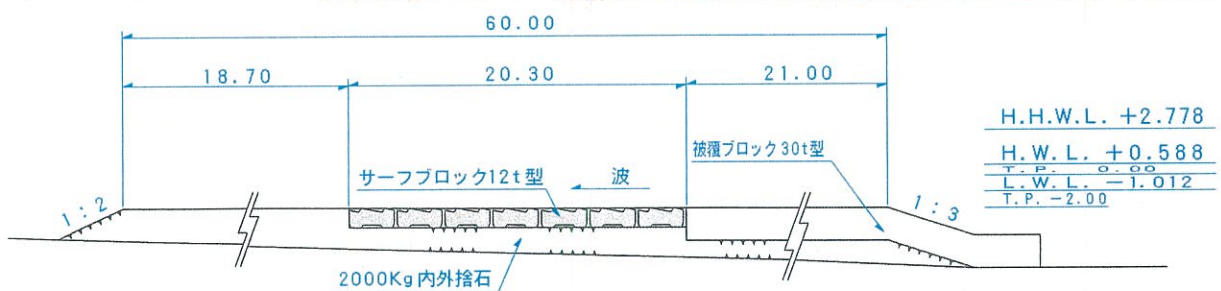 60.00
18.70
20.30
21.00
H.H.W.L. +2.778
H.W.L. +0.588
T.P. 0.00
L.W.L. -1.012
T.P. -2.00
被覆ブロック30t型
サーフブロック12t型
波
1:2
1:3
2000Kg内外捨石